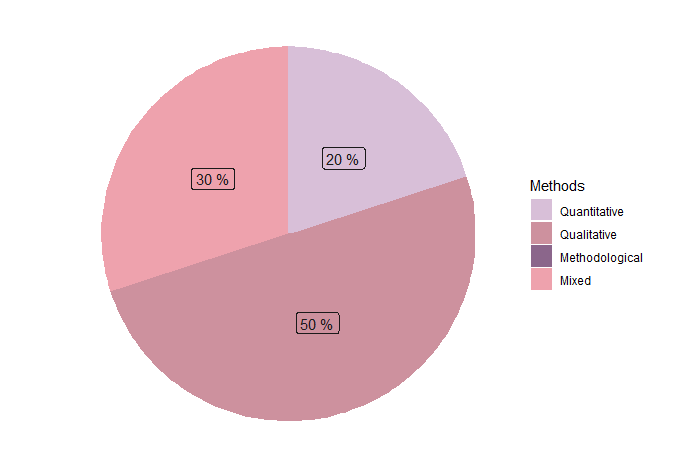 20 %
30 %
50 %
Methods
Quantitative
Qualitative
Methodological
Mixed